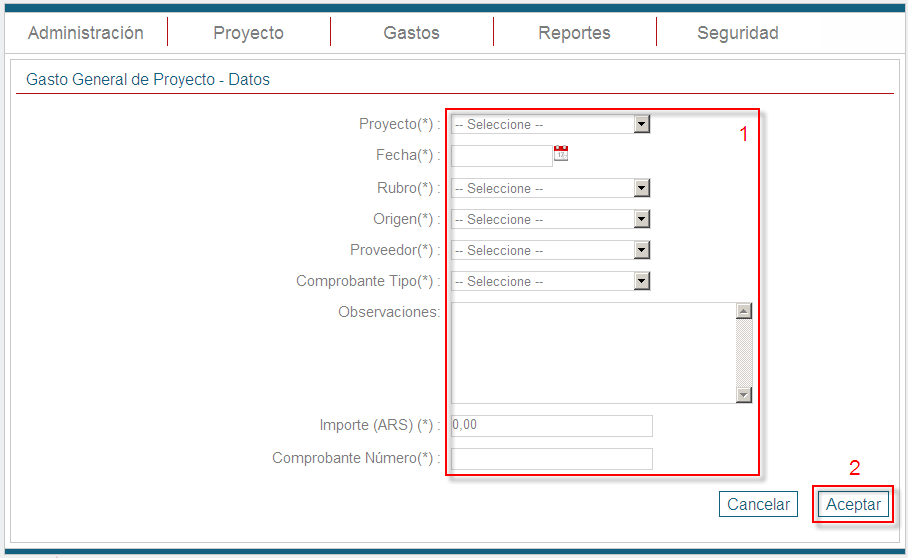 Administración Proyecto Gastos Reportes Seguridad
Gasto General de Proyecto - Datos
Proyecto(*) : -- Seleccione -- 1
Fecha(*) :
Rubro(*) : -- Seleccione --
Origen(*) : -- Seleccione --
Proveedor(*) : -- Seleccione --
Comprobante Tipo(*) : -- Seleccione --
Observaciones:
Importe (ARS) (*) : 0,00
Comprobante Número(*) :
2
Cancelar Aceptar